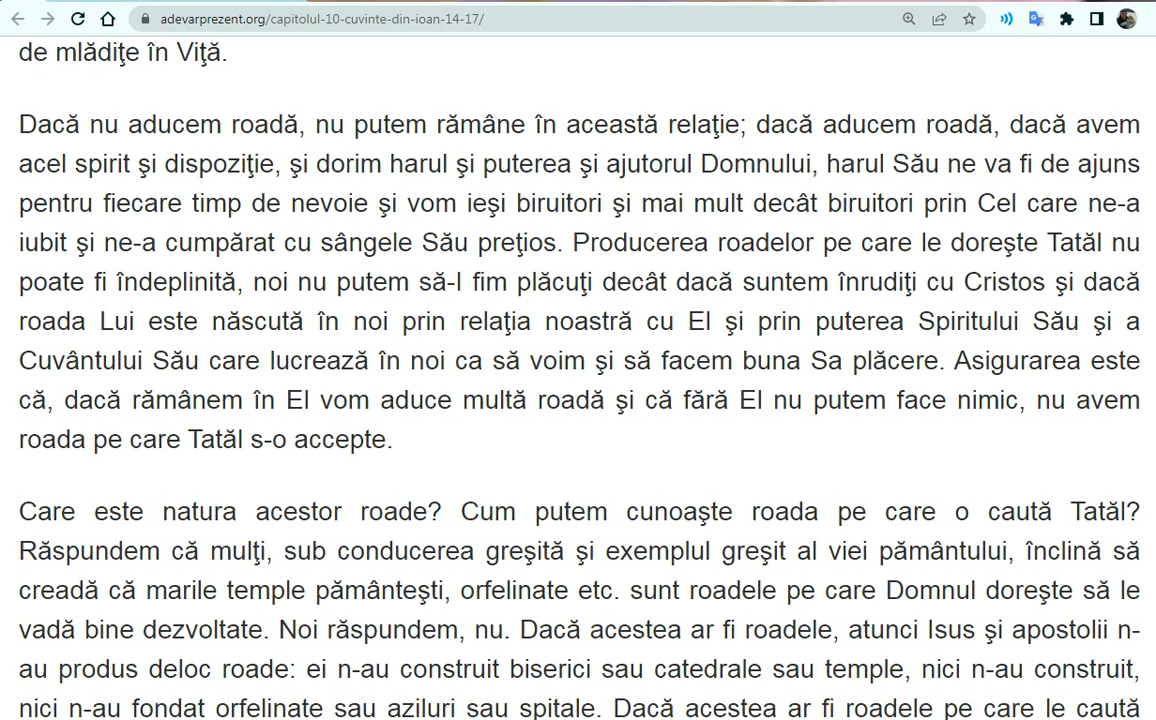 adevarprezent.org/capitolul-10-cuvinte-din-ioan-14-17/
de mlădiţe în Viţă.
Dacă nu aducem roadă, nu putem rămâne în această relaţie; dacă aducem roadă, dacă avem
acel spirit şi dispoziţie, şi dorim harul şi puterea şi ajutorul Domnului, harul Său ne va fi de ajuns
pentru fiecare timp de nevoie şi vom ieşi biruitori şi mai mult decât biruitori prin Cel care ne-a
iubit şi ne-a cumpărat cu sângele Său preţios. Producerea roadelor pe care le doreşte Tatăl nu
poate fi îndeplinită, noi nu putem să-l fim plăcuţi decât dacă suntem înrudiţi cu Cristos şi dacă
roada Lui este născută în noi prin relaţia noastră cu El şi prin puterea Spiritului Său şi a
Cuvântului Său care lucrează în noi ca să voim şi să facem buna Sa plăcere. Asigurarea este
că, dacă rămânem în El vom aduce multă roadă şi că fără El nu putem face nimic, nu avem
roada pe care Tatăl s-o accepte.
Care este natura acestor roade? Cum putem cunoaşte roada pe care o caută Tatăl?
Răspundem că mulţi, sub conducerea greşită şi exemplul greşit al viei pământului, înclină să
creadă că marile temple pământeşti, orfelinate etc. sunt roadele pe care Domnul doreşte să le
vadă bine dezvoltate. Noi răspundem, nu. Dacă acestea ar fi roadele, atunci Isus şi apostolii n-
au produs deloc roade: ei n-au construit biserici sau catedrale sau temple, nici n-au construit,
nici n-au fondat orfelinate sau aziluri sau spitale. Dacă acestea ar fi roadele pe care le caută